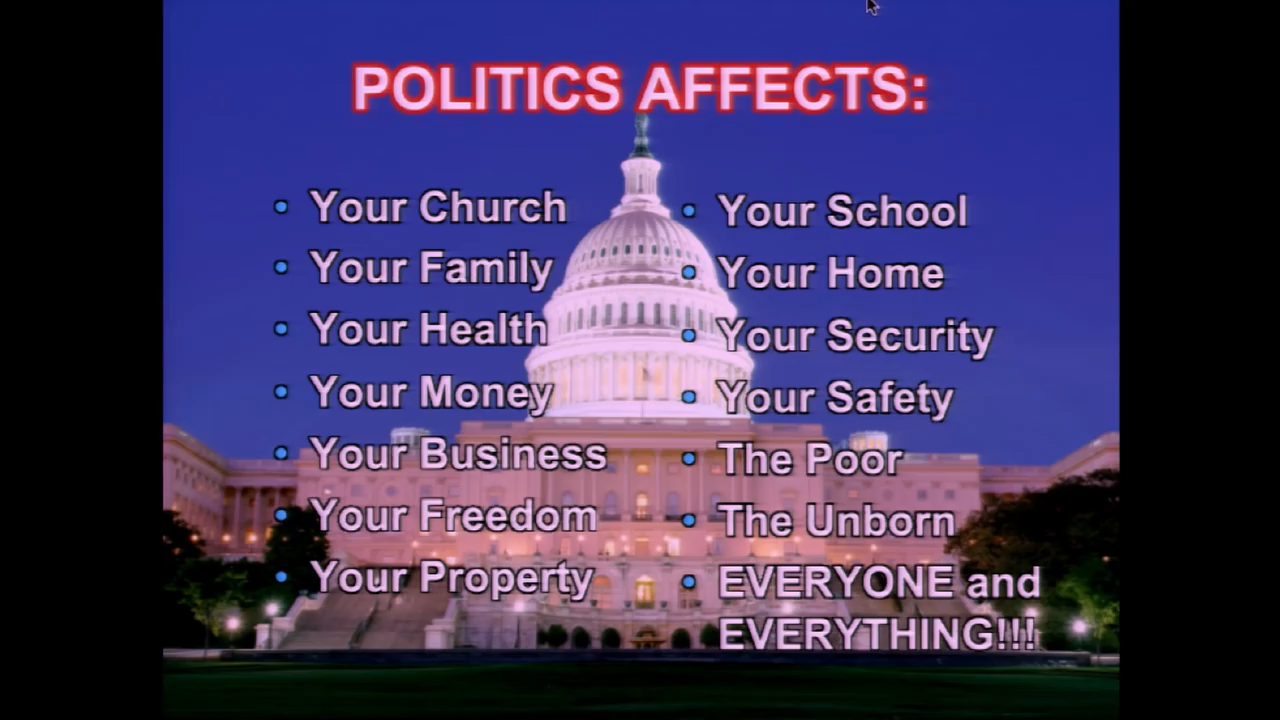 POLITICS AFFECTS:
• Your Church
• Your Family
• Your Health
• Your Money
• Your Business
• Your Freedom
• Your Property
• Your School
• Your Home
• Your Security
• Your Safety
• The Poor
• The Unborn
• EVERYONE and
EVERYTHING!!!